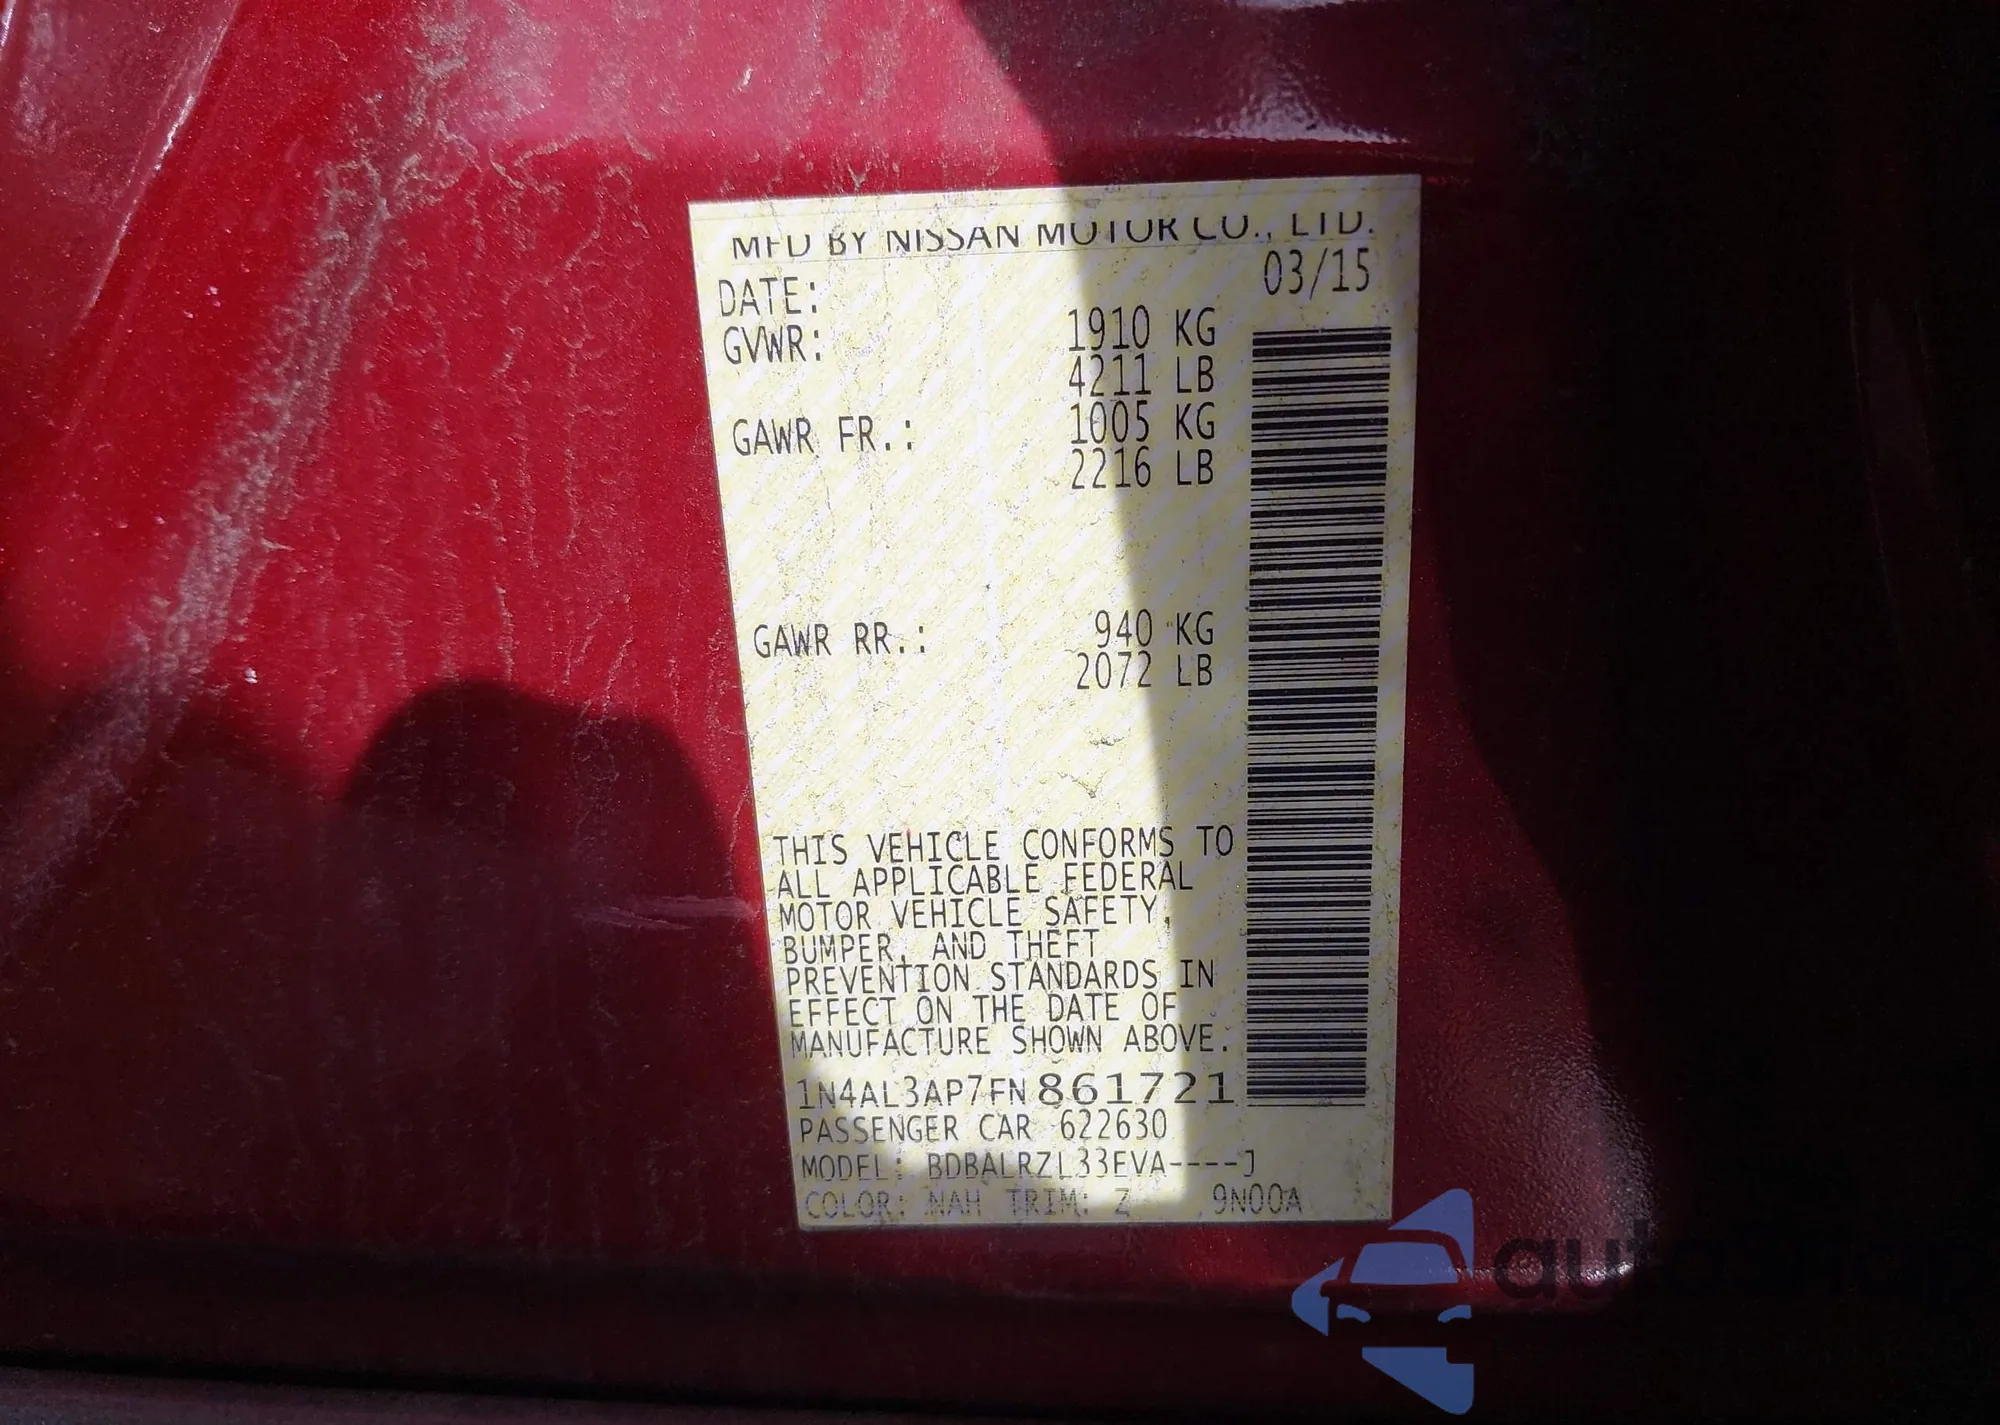 MFD BY NISSAN MOTOR CO., LTD.
DATE: 03/15
GVWR: 1910 KG
4211 LB
GAWR FR.: 1005 KG
2216 LB
GAWR RR.: 940 KG
2072 LB
THIS VEHICLE CONFORMS TO
ALL APPLICABLE FEDERAL
MOTOR VEHICLE SAFETY,
BUMPER, AND THEFT
PREVENTION STANDARDS IN
EFFECT ON THE DATE OF
MANUFACTURE SHOWN ABOVE.
1N4AL3AP7FN861721
PASSENGER CAR 622630
MODEL: BDBALRZL33EVA----J
COLOR: NAH TRIM: Z 9N00A